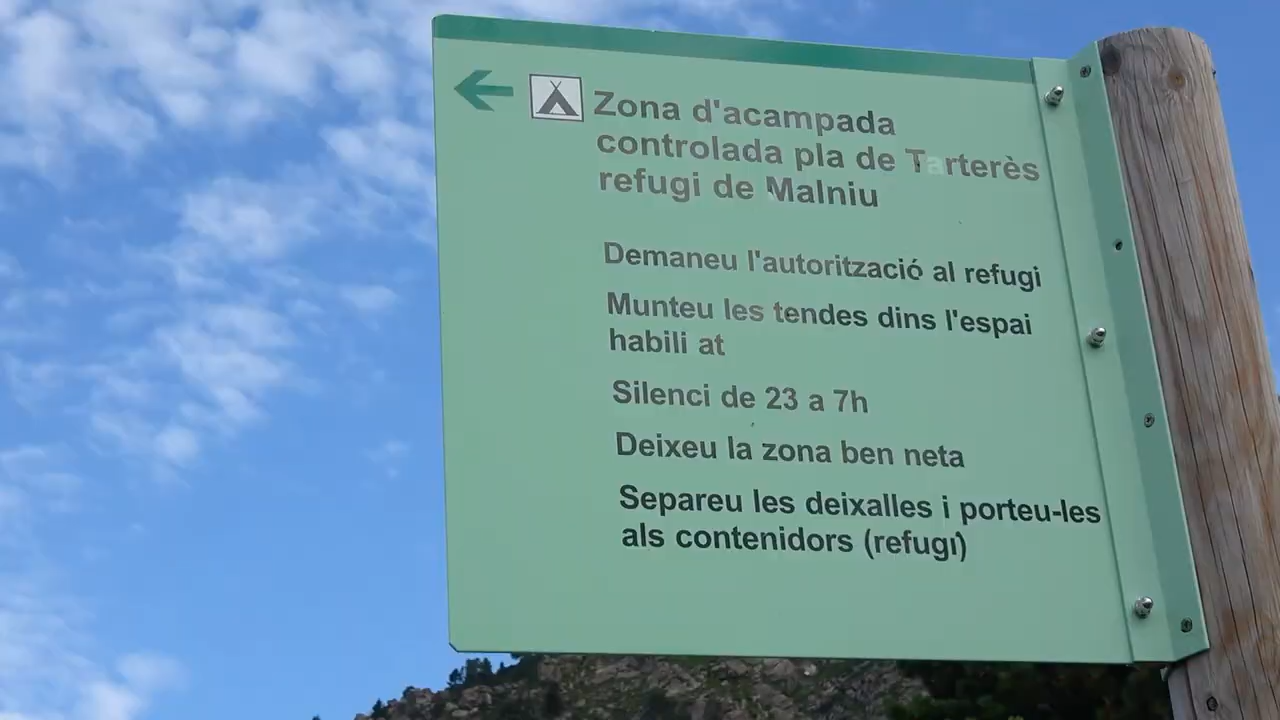 Zona d'acampada
controlada pla de Tarterès
refugi de Malniu
Demaneu l'autorització al refugi
Munteu les tendes dins l'espai
habili at
Silenci de 23 a 7h
Deixeu la zona ben neta
Separeu les deixalles i porteu-les
als contenidors (refugi)